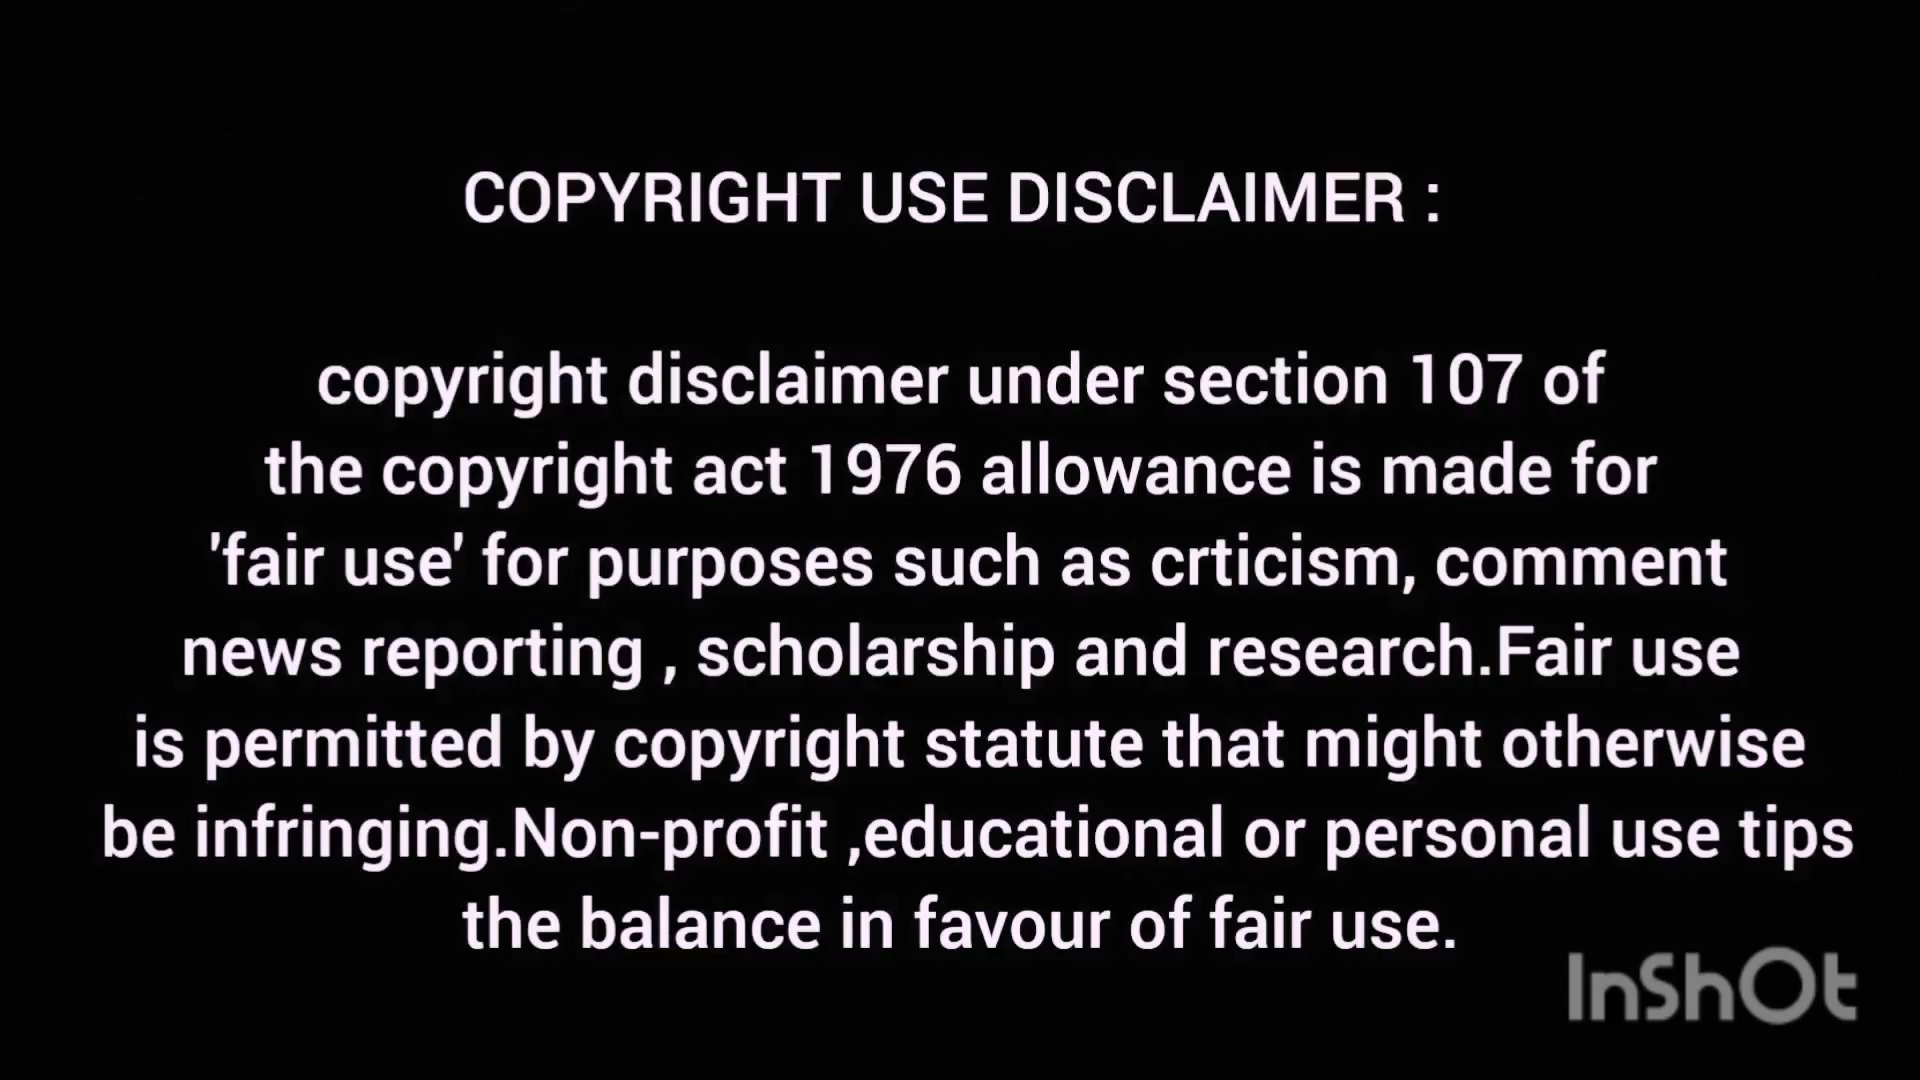 COPYRIGHT USE DISCLAIMER :
copyright disclaimer under section 107 of
the copyright act 1976 allowance is made for
'fair use' for purposes such as crticism, comment
news reporting , scholarship and research.Fair use
is permitted by copyright statute that might otherwise
be infringing.Non-profit ,educational or personal use tips
the balance in favour of fair use.
InShOt